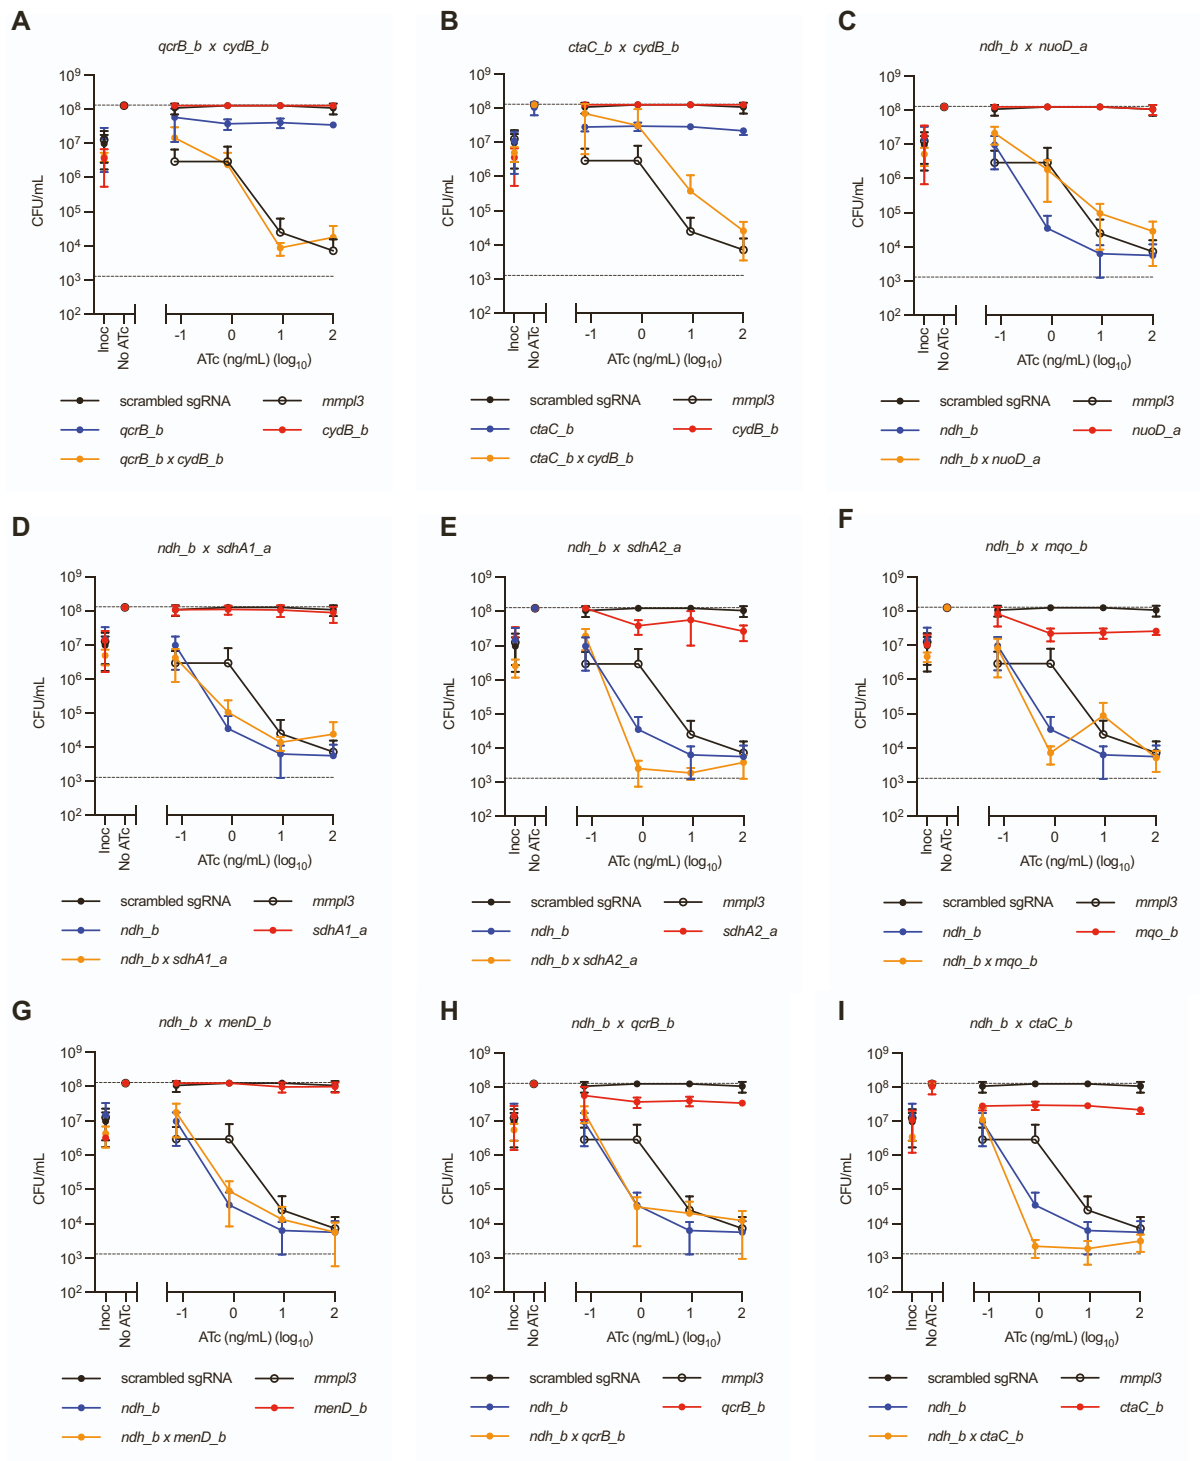 A
qcrB_b x cydB_b
10⁹
10⁸
10⁷
10⁶
10⁵
10⁴
10³
10²
CFU/mL
Inoc
No ATc
-1 0 1 2
ATc (ng/mL) (log₁₀)
scrambled sgRNA mmpl3
qcrB_b cydB_b
qcrB_b x cydB_b
B
ctaC_b x cydB_b
10⁹
10⁸
10⁷
10⁶
10⁵
10⁴
10³
10²
CFU/mL
Inoc
No ATc
-1 0 1 2
ATc (ng/mL) (log₁₀)
scrambled sgRNA mmpl3
ctaC_b cydB_b
ctaC_b x cydB_b
C
ndh_b x nuoD_a
10⁹
10⁸
10⁷
10⁶
10⁵
10⁴
10³
10²
CFU/mL
Inoc
No ATc
-1 0 1 2
ATc (ng/mL) (log₁₀)
scrambled sgRNA mmpl3
ndh_b nuoD_a
ndh_b x nuoD_a
D
ndh_b x sdhA1_a
10⁹
10⁸
10⁷
10⁶
10⁵
10⁴
10³
10²
CFU/mL
Inoc
No ATc
-1 0 1 2
ATc (ng/mL) (log₁₀)
scrambled sgRNA mmpl3
ndh_b sdhA1_a
ndh_b x sdhA1_a
E
ndh_b x sdhA2_a
10⁹
10⁸
10⁷
10⁶
10⁵
10⁴
10³
10²
CFU/mL
Inoc
No ATc
-1 0 1 2
ATc (ng/mL) (log₁₀)
scrambled sgRNA mmpl3
ndh_b sdhA2_a
ndh_b x sdhA2_a
F
ndh_b x mqo_b
10⁹
10⁸
10⁷
10⁶
10⁵
10⁴
10³
10²
CFU/mL
Inoc
No ATc
-1 0 1 2
ATc (ng/mL) (log₁₀)
scrambled sgRNA mmpl3
ndh_b mqo_b
ndh_b x mqo_b
G
ndh_b x menD_b
10⁹
10⁸
10⁷
10⁶
10⁵
10⁴
10³
10²
CFU/mL
Inoc
No ATc
-1 0 1 2
ATc (ng/mL) (log₁₀)
scrambled sgRNA mmpl3
ndh_b menD_b
ndh_b x menD_b
H
ndh_b x qcrB_b
10⁹
10⁸
10⁷
10⁶
10⁵
10⁴
10³
10²
CFU/mL
Inoc
No ATc
-1 0 1 2
ATc (ng/mL) (log₁₀)
scrambled sgRNA mmpl3
ndh_b qcrB_b
ndh_b x qcrB_b
I
ndh_b x ctaC_b
10⁹
10⁸
10⁷
10⁶
10⁵
10⁴
10³
10²
CFU/mL
Inoc
No ATc
-1 0 1 2
ATc (ng/mL) (log₁₀)
scrambled sgRNA mmpl3
ndh_b ctaC_b
ndh_b x ctaC_b